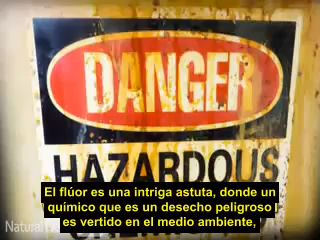 DANGER
HAZARDOUS
El flúor es una intriga astuta, donde un
químico que es un desecho peligroso
es vertido en el medio ambiente,
Natural